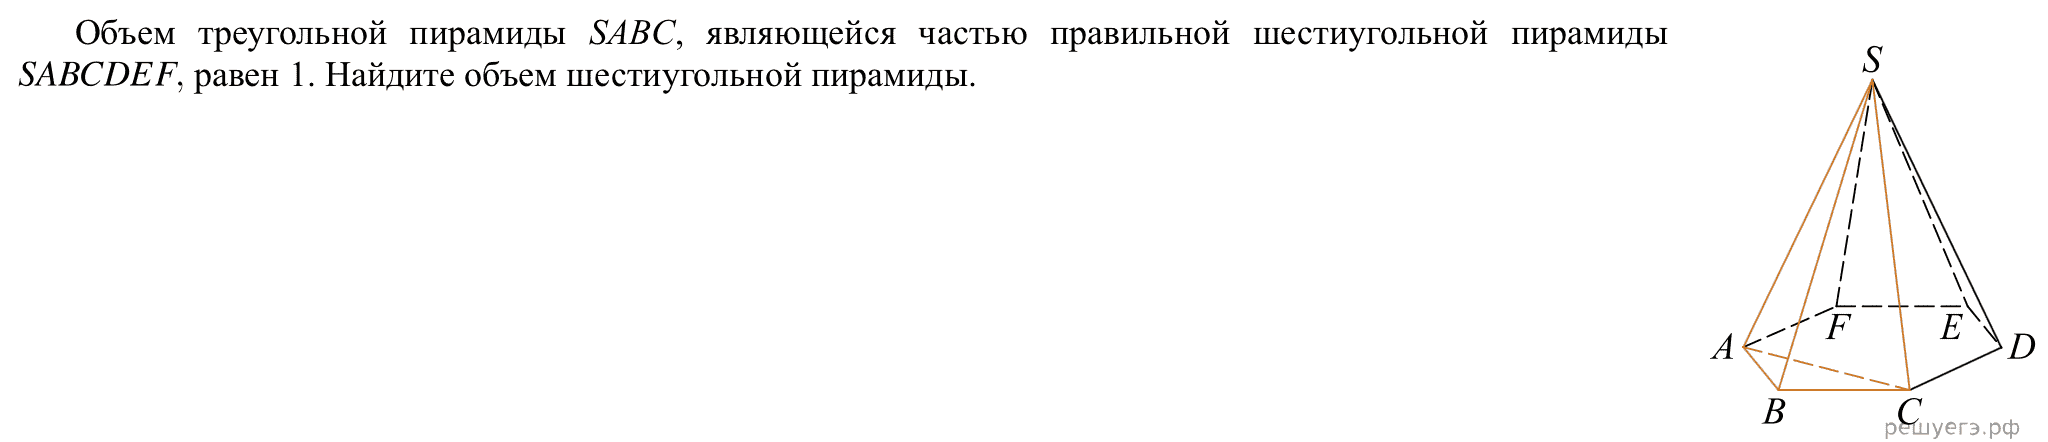 Объем треугольной пирамиды SABC, являющейся частью правильной шестиугольной пирамиды
SABCDEF, равен 1. Найдите объем шестиугольной пирамиды.
S
F
E
A
D
B
C
решуегэ.рф